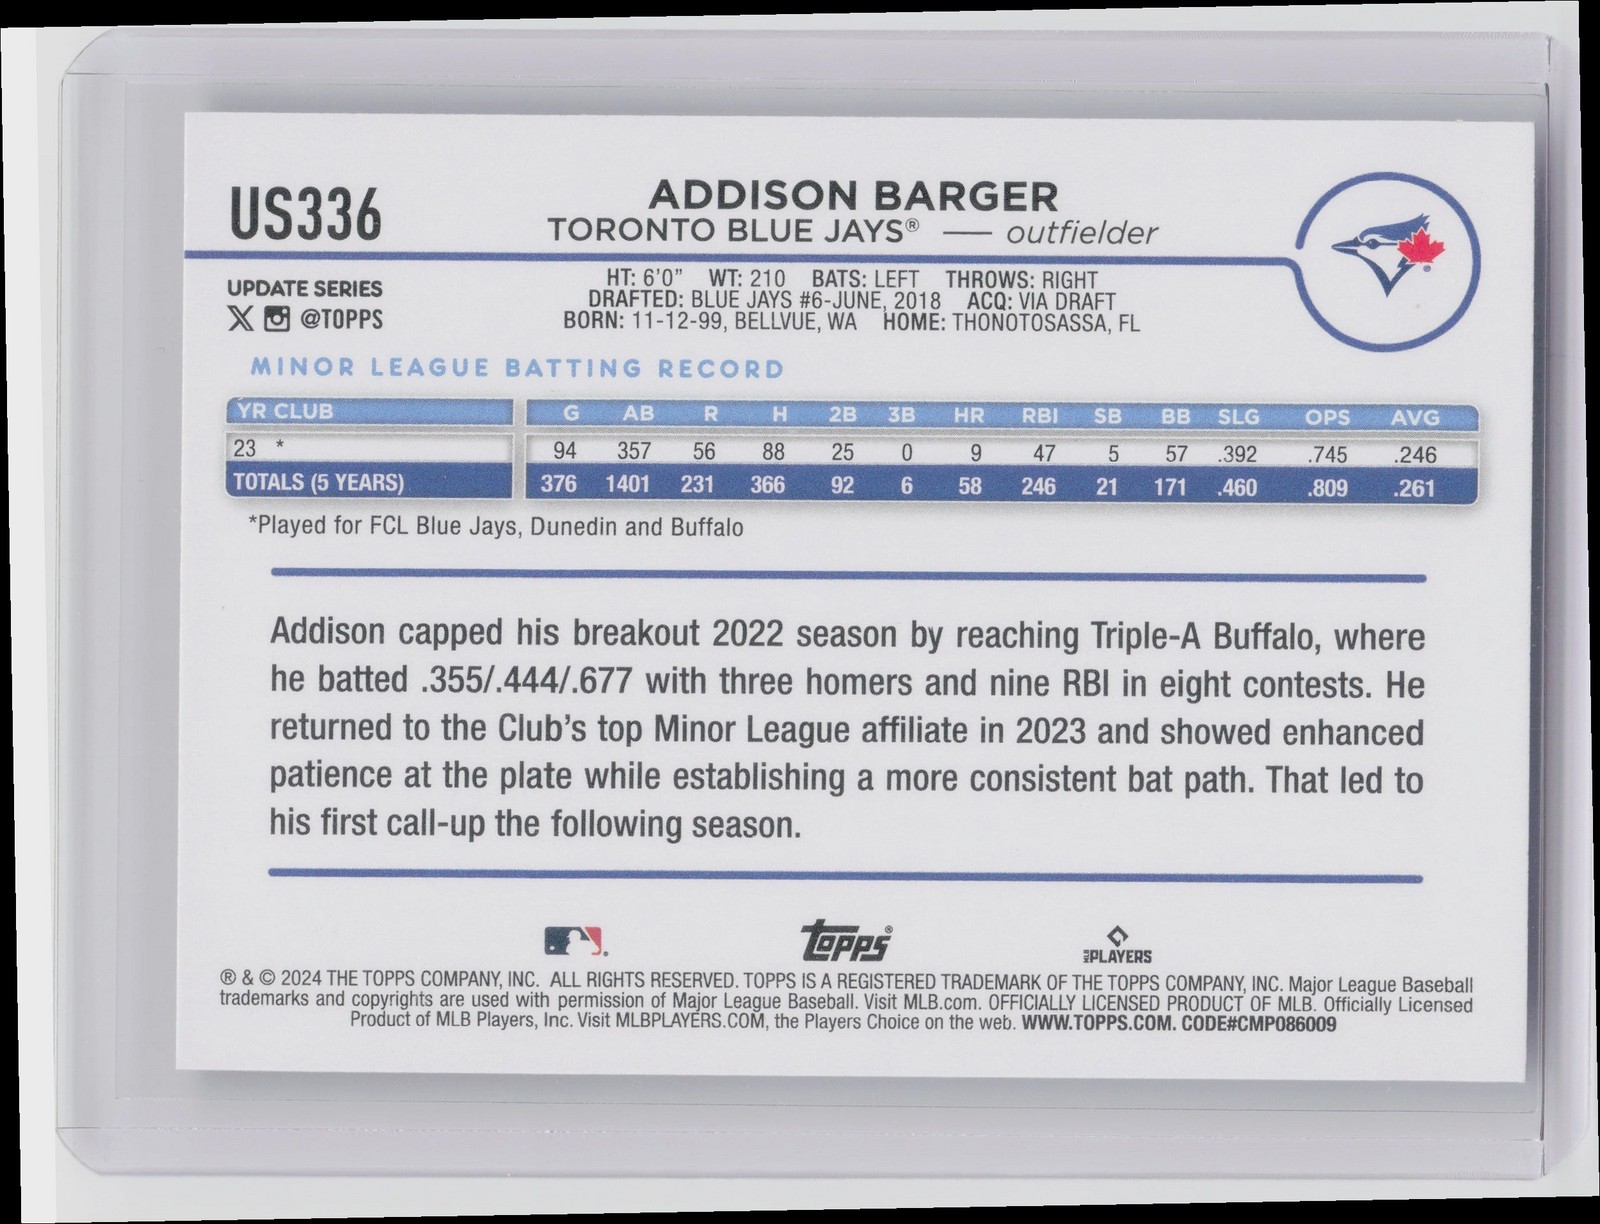 US336
ADDISON BARGER
TORONTO BLUE JAYS® — outfielder
UPDATE SERIES
@TOPPS
HT: 6'0" WT: 210 BATS: LEFT THROWS: RIGHT
DRAFTED: BLUE JAYS #6-JUNE, 2018 ACQ: VIA DRAFT
BORN: 11-12-99, BELLVUE, WA HOME: THONOTOSASSA, FL
MINOR LEAGUE BATTING RECORD
YR CLUB G AB R H 2B 3B HR RBI SB BB SLG OPS AVG
23 * 94 357 56 88 25 0 9 47 5 57 .392 .745 .246
TOTALS (5 YEARS) 376 1401 231 366 92 6 58 246 21 171 .460 .809 .261
*Played for FCL Blue Jays, Dunedin and Buffalo
Addison capped his breakout 2022 season by reaching Triple-A Buffalo, where
he batted .355/.444/.677 with three homers and nine RBI in eight contests. He
returned to the Club's top Minor League affiliate in 2023 and showed enhanced
patience at the plate while establishing a more consistent bat path. That led to
his first call-up the following season.
topps®
MLB PLAYERS
® & © 2024 THE TOPPS COMPANY, INC. ALL RIGHTS RESERVED. TOPPS IS A REGISTERED TRADEMARK OF THE TOPPS COMPANY, INC. Major League Baseball
trademarks and copyrights are used with permission of Major League Baseball. Visit MLB.com. OFFICIALLY LICENSED PRODUCT OF MLB. Officially Licensed
Product of MLB Players, Inc. Visit MLBPLAYERS.COM, the Players Choice on the web. WWW.TOPPS.COM. CODE#CMP086009